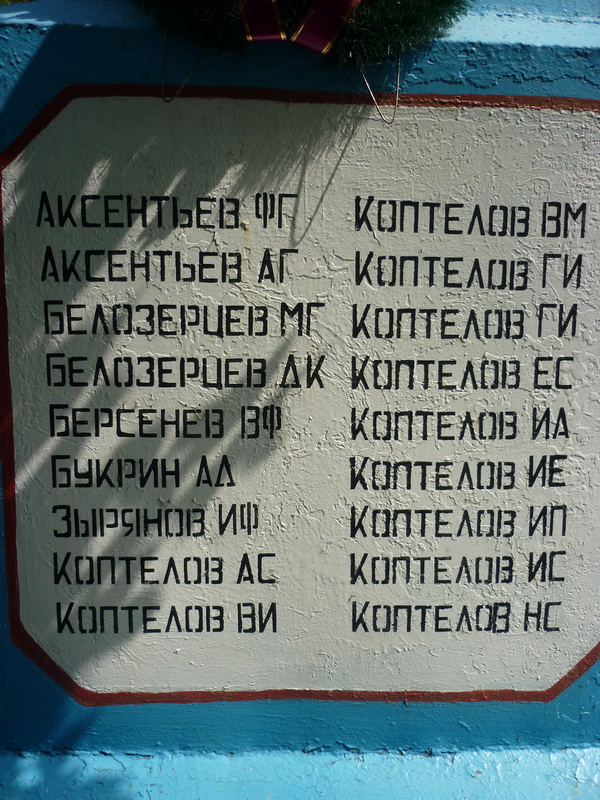 Аксентьев ФГ
Аксентьев АГ
Белозерцев МГ
Белозерцев ДК
Берсенев ВФ
Букрин АД
Зырянов ИФ
Коптелов АС
Коптелов ВИ
Коптелов ВМ
Коптелов ГИ
Коптелов ГИ
Коптелов ЕС
Коптелов ИА
Коптелов ИЕ
Коптелов ИП
Коптелов ИС
Коптелов НС